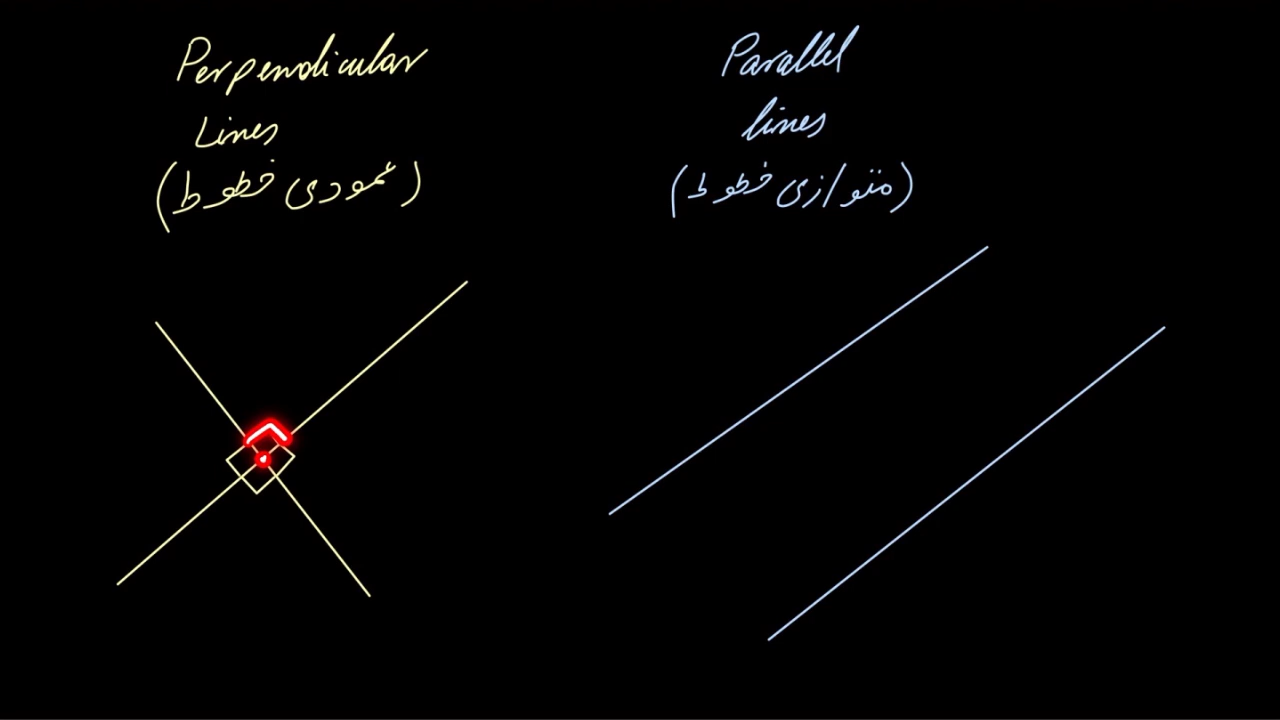 Perpendicular
Lines
(عمودی خطوط)
Parallel
lines
(متوازی خطوط)